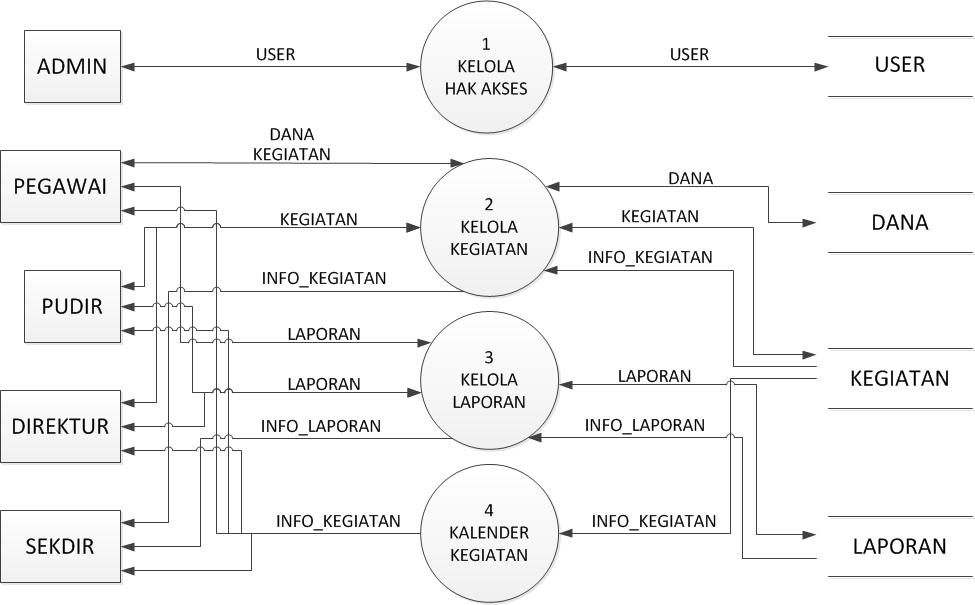 ADMIN
USER
1
KELOLA
HAK AKSES
USER
USER
PEGAWAI
DANA
KEGIATAN
2
KELOLA
KEGIATAN
DANA
DANA
KEGIATAN
KEGIATAN
INFO_KEGIATAN
INFO_KEGIATAN
PUDIR
LAPORAN
3
KELOLA
LAPORAN
LAPORAN
LAPORAN
KEGIATAN
DIREKTUR
INFO_LAPORAN
INFO_LAPORAN
SEKDIR
INFO_KEGIATAN
4
KALENDER
KEGIATAN
INFO_KEGIATAN
LAPORAN